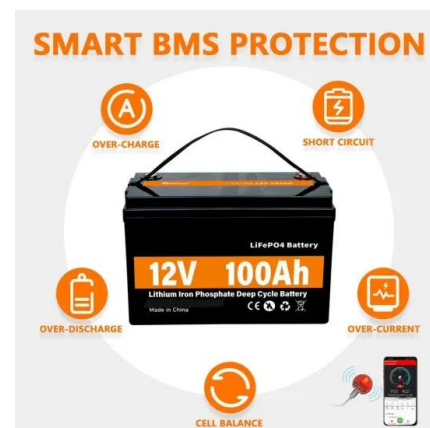 SMART BMS PROTECTION
A
OVER-CHARGE
SHORT CIRCUIT
LiFePO4 Battery
12V 100Ah
Lithium Iron Phosphate Deep Cycle Battery
Made in China
CE
OVER-DISCHARGE
OVER-CURRENT
CELL BALANCE